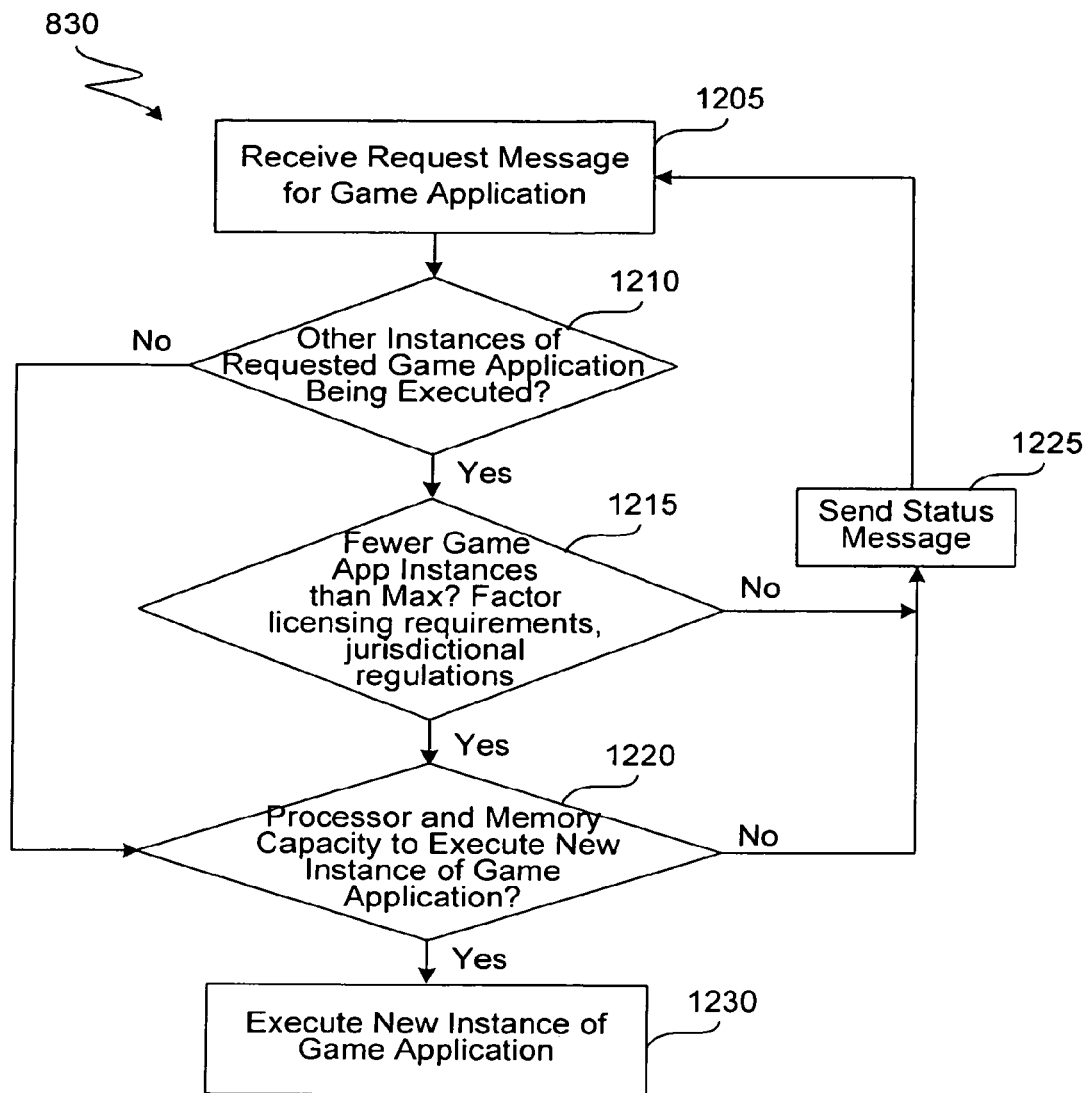 830
1205
Receive Request Message
for Game Application
1210
No
Other Instances of
Requested Game Application
Being Executed?
Yes
1225
Send Status
Message
1215
Fewer Game
App Instances
than Max? Factor
licensing requirements,
jurisdictional
regulations
No
Yes
1220
Processor and Memory
Capacity to Execute New
Instance of Game
Application?
No
Yes
1230
Execute New Instance of
Game Application